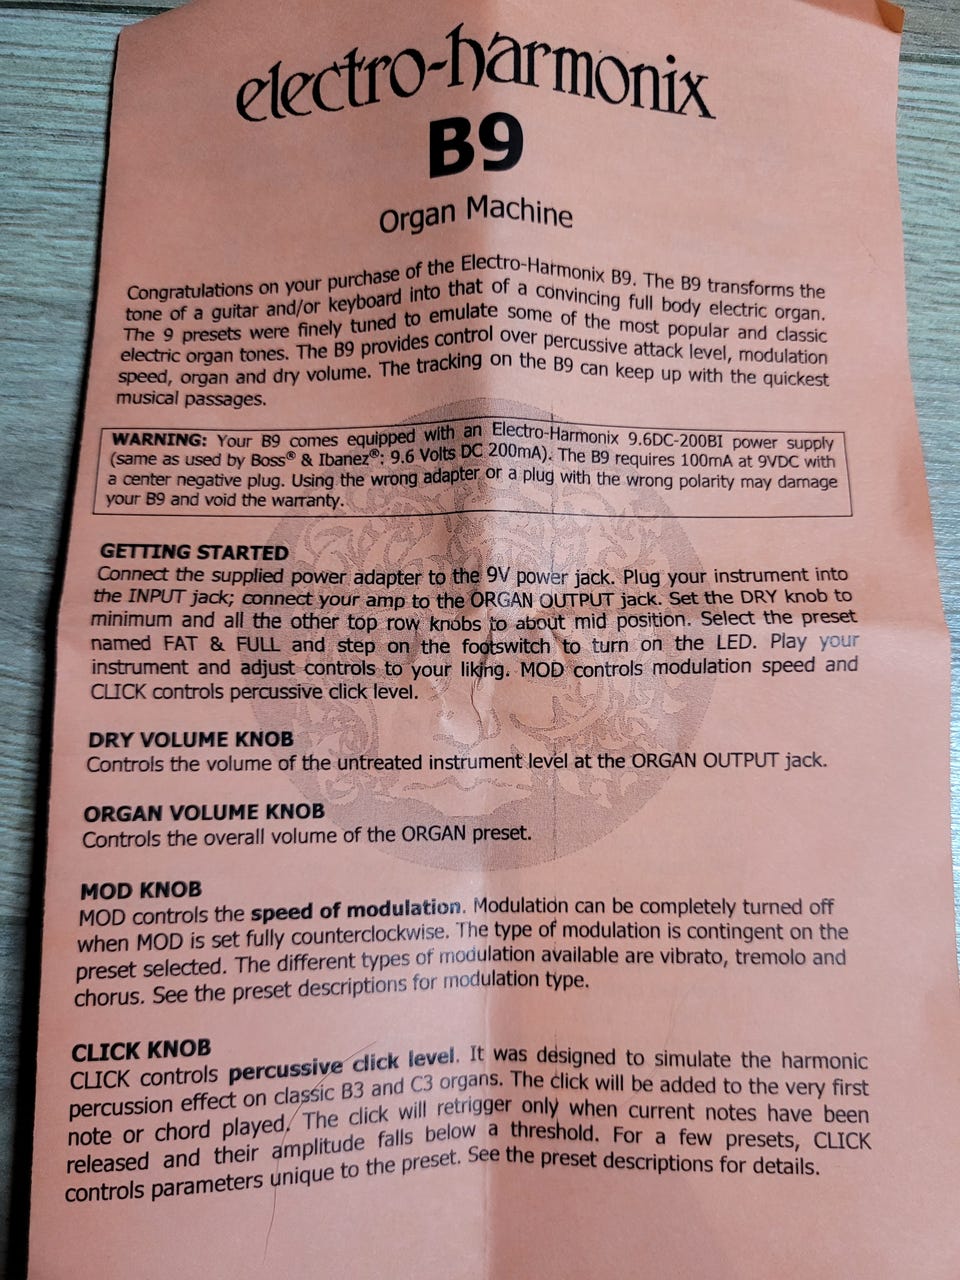 electro-harmonix
B9
Organ Machine
Congratulations on your purchase of the Electro-Harmonix B9. The B9 transforms the
tone of a guitar and/or keyboard into that of a convincing full body electric organ.
The 9 presets were finely tuned to emulate some of the most popular and classic
electric organ tones. The B9 provides control over percussive attack level, modulation
speed, organ and dry volume. The tracking on the B9 can keep up with the quickest
musical passages.
WARNING: Your B9 comes equipped with an Electro-Harmonix 9.6DC-200BI power supply
(same as used by Boss® & Ibanez®: 9.6 Volts DC 200mA). The B9 requires 100mA at 9VDC with
a center negative plug. Using the wrong adapter or a plug with the wrong polarity may damage
your B9 and void the warranty.
GETTING STARTED
Connect the supplied power adapter to the 9V power jack. Plug your instrument into
the INPUT jack; connect your amp to the ORGAN OUTPUT jack. Set the DRY knob to
minimum and all the other top row knobs to about mid position. Select the preset
named FAT & FULL and step on the footswitch to turn on the LED. Play your
instrument and adjust controls to your liking. MOD controls modulation speed and
CLICK controls percussive click level.
DRY VOLUME KNOB
Controls the volume of the untreated instrument level at the ORGAN OUTPUT jack.
ORGAN VOLUME KNOB
Controls the overall volume of the ORGAN preset.
MOD KNOB
MOD controls the speed of modulation. Modulation can be completely turned off
when MOD is set fully counterclockwise. The type of modulation is contingent on the
preset selected. The different types of modulation available are vibrato, tremolo and
chorus. See the preset descriptions for modulation type.
CLICK KNOB
CLICK controls percussive click level. It was designed to simulate the harmonic
percussion effect on classic B3 and C3 organs. The click will be added to the very first
note or chord played. The click will retrigger only when current notes have been
released and their amplitude falls below a threshold. For a few presets, CLICK
controls parameters unique to the preset. See the preset descriptions for details.